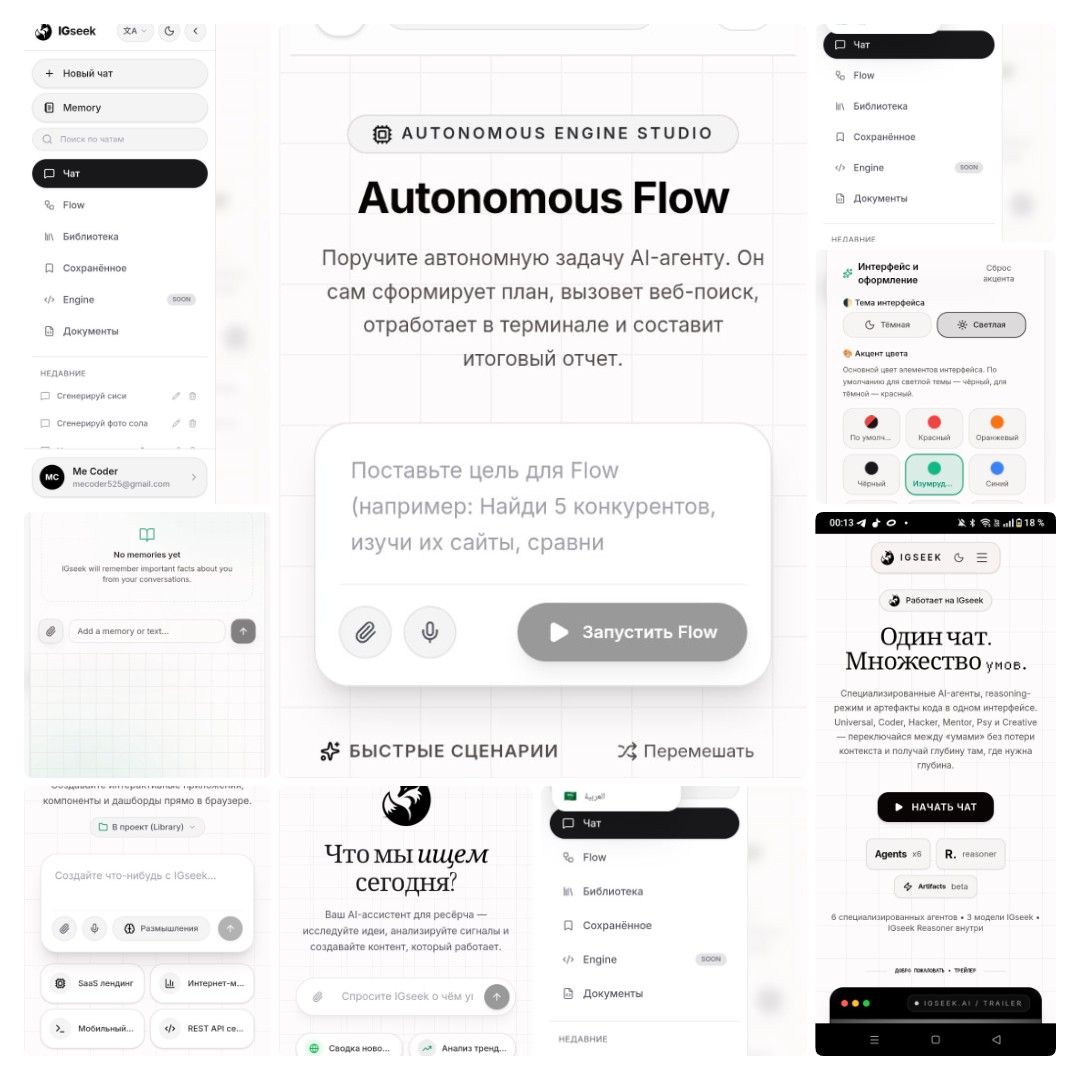 IGseek
文A
Новый чат
Memory
Поиск по чатам
Чат
Flow
Библиотека
Сохранённое
Engine SOON
Документы
НЕДАВНИЕ
Сгенерируй сиси
Сгенерируй фото сола
MC Me Coder
mecoder525@gmail.com
AUTONOMOUS ENGINE STUDIO
Autonomous Flow
Поручите автономную задачу AI-агенту. Он
сам сформирует план, вызовет веб-поиск,
отработает в терминале и составит
итоговый отчет.
Поставьте цель для Flow
(например: Найди 5 конкурентов,
изучи их сайты, сравни
Запустить Flow
БЫСТРЫЕ СЦЕНАРИИ Перемешать
Чат
Flow
Библиотека
Сохранённое
Engine SOON
Документы
НЕДАВНИЕ
Интерфейс и
оформление
Сброс
акцента
Тема интерфейса
Тёмная Светлая
Акцент цвета
Основной цвет элементов интерфейса. По
умолчанию для светлой темы — чёрный, для
тёмной — красный.
По умолч... Красный Оранжевый
Чёрный Изумруд... Синий
No memories yet
IGseek will remember important facts about you
from your conversations.
Add a memory or text...
00:13 18 %
IGSEEK
Работает на IGseek
Один чат.
Множество умов.
Специализированные AI-агенты, reasoning-
режим и артефакты кода в одном интерфейсе.
Universal, Coder, Hacker, Mentor, Psy и Creative
— переключайся между «умами» без потери
контекста и получай глубину там, где нужна
глубина.
НАЧАТЬ ЧАТ
Agents x6 R. reasoner
Artifacts beta
6 специализированных агентов • 3 модели IGseek •
IGseek Reasoner внутри
ДОБРО ПОЖАЛОВАТЬ • ТРЕЙЛЕР
IGSEEK.AI / TRAILER
Создавайте интерактивные приложения,
компоненты и дашборды прямо в браузере.
В проект (Library)
Создайте что-нибудь с IGseek...
Размышления
SaaS лендинг Интернет-м...
Мобильный... REST API се...
Что мы ищем
сегодня?
Ваш AI-ассистент для ресёрча —
исследуйте идеи, анализируйте сигналы и
создавайте контент, который работает.
Спросите IGseek о чём
Сводка ново... Анализ тренд...
العربية
Чат
Flow
Библиотека
Сохранённое
Engine SOON
Документы
НЕДАВНИЕ